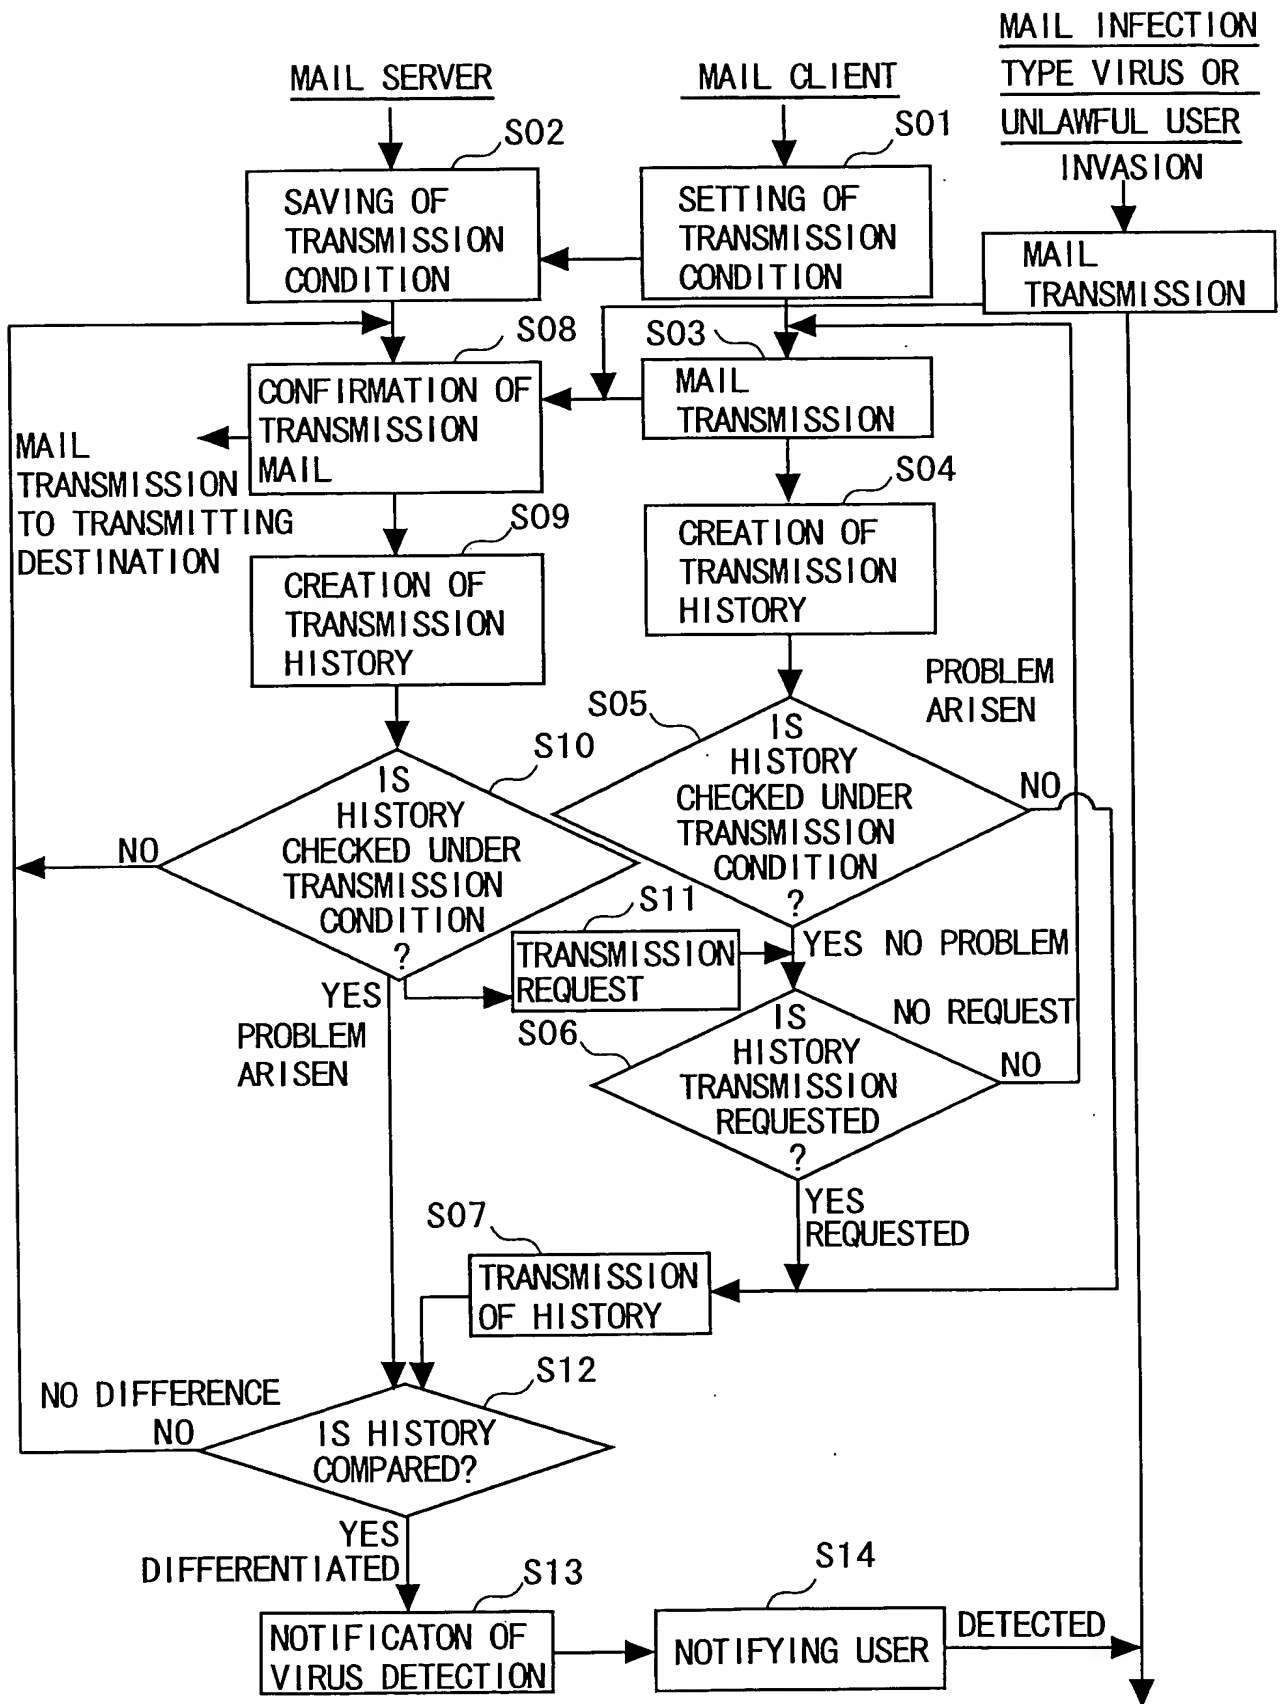 MAIL SERVER
MAIL CLIENT
MAIL INFECTION
TYPE VIRUS OR
UNLAWFUL USER
INVASION
S02
SAVING OF
TRANSMISSION
CONDITION
S01
SETTING OF
TRANSMISSION
CONDITION
MAIL
TRANSMISSION
S08
CONFIRMATION OF
TRANSMISSION
MAIL
S03
MAIL
TRANSMISSION
MAIL
TRANSMISSION
TO TRANSMITTING
DESTINATION
S09
CREATION OF
TRANSMISSION
HISTORY
S04
CREATION OF
TRANSMISSION
HISTORY
S10
IS
HISTORY
CHECKED UNDER
TRANSMISSION
CONDITION
?
NO
YES
PROBLEM
ARISEN
S05
IS
HISTORY
CHECKED UNDER
TRANSMISSION
CONDITION
?
PROBLEM
ARISEN
NO
YES NO PROBLEM
S11
TRANSMISSION
REQUEST
S06
IS
HISTORY
TRANSMISSION
REQUESTED
?
NO REQUEST
NO
YES
REQUESTED
S07
TRANSMISSION
OF HISTORY
S12
IS HISTORY
COMPARED?
NO DIFFERENCE
NO
YES
DIFFERENTIATED
S13
NOTIFICATON OF
VIRUS DETECTION
S14
NOTIFYING USER
DETECTED